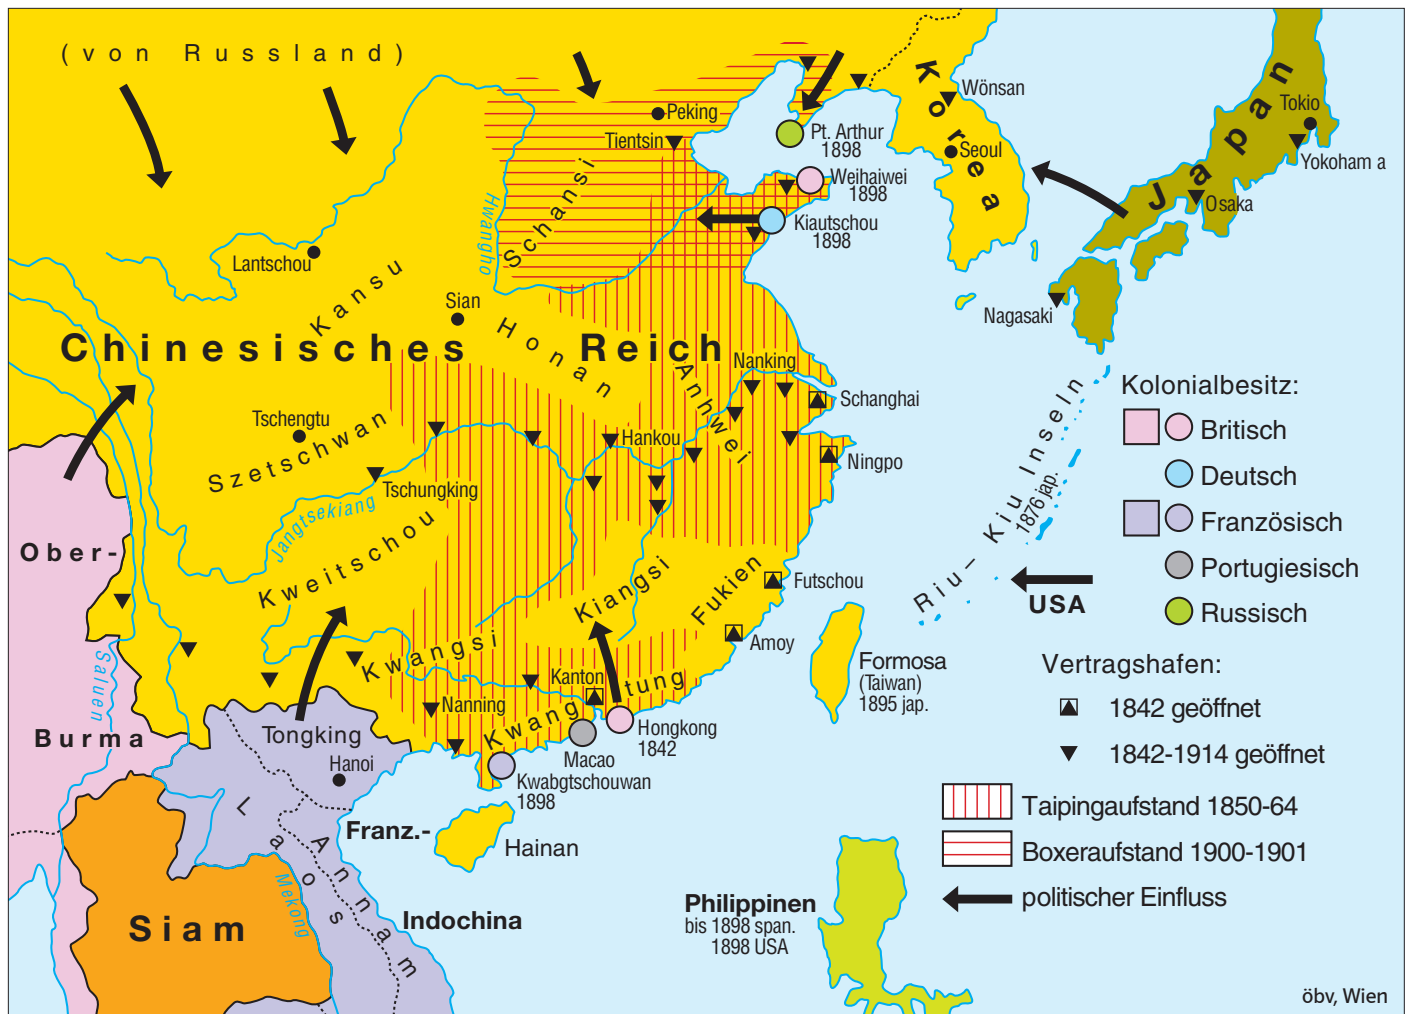 (von Russland)
Peking
Tientsin
Pt. Arthur
1898
Weihaiwei
1898
Kiautschou
1898
Korea
Wönsan
Seoul
Japan
Tokio
Yokoham a
Osaka
Nagasaki
Hwangho
Schansi
Lantschou
Kansu
Sian
Honan
Chinesisches Reich
Nanking
Anhwei
Schanghai
Tschengtu
Szetschwan
Hankou
Ningpo
Tschungking
Jangtsekiang
Kweitschou
Kiangsi
Fukien
Futschou
Amoy
Formosa
(Taiwan)
1895 jap.
Riu-Kiu Inseln
1876 jap.
USA
Ober-
Burma
Saluen
Kwangsi
Nanning
Kanton
Kwangtung
Hongkong
1842
Macao
Kwabgtschouwan
1898
Tongking
Hanoi
Laos
Annam
Franz.-
Indochina
Hainan
Mekong
Siam
Philippinen
bis 1898 span.
1898 USA
Kolonialbesitz:
Britisch
Deutsch
Französisch
Portugiesisch
Russisch
Vertragshafen:
1842 geöffnet
1842-1914 geöffnet
Taipingaufstand 1850-64
Boxeraufstand 1900-1901
politischer Einfluss
öbv, Wien